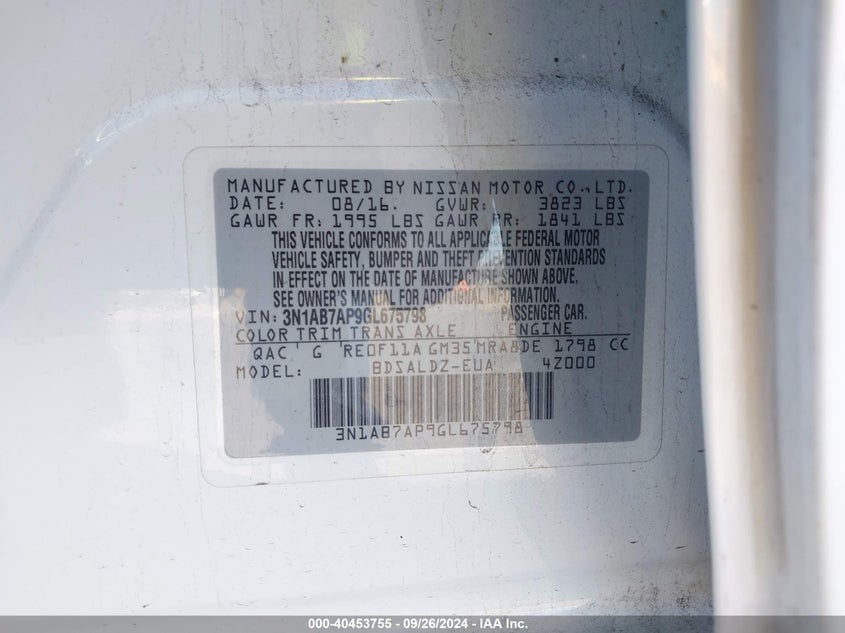 MANUFACTURED BY NISSAN MOTOR CO., LTD.
DATE: 08/16. GVWR: 3823 LBS
GAWR FR: 1995 LBS GAWR RR: 1841 LBS
THIS VEHICLE CONFORMS TO ALL APPLICABLE FEDERAL MOTOR
VEHICLE SAFETY, BUMPER AND THEFT PREVENTION STANDARDS
IN EFFECT ON THE DATE OF MANUFACTURE SHOWN ABOVE.
SEE OWNER'S MANUAL FOR ADDITIONAL INFORMATION.
VIN: 3N1AB7AP9GL675798 PASSENGER CAR.
COLOR TRIM TRANS AXLE ENGINE
QAC G RE0F11A GM35 MRA8DE 1798 CC
MODEL: BDSALDZ-EUA 4Z000
3N1AB7AP9GL675798
000-40453755 - 09/26/2024 - IAA Inc.